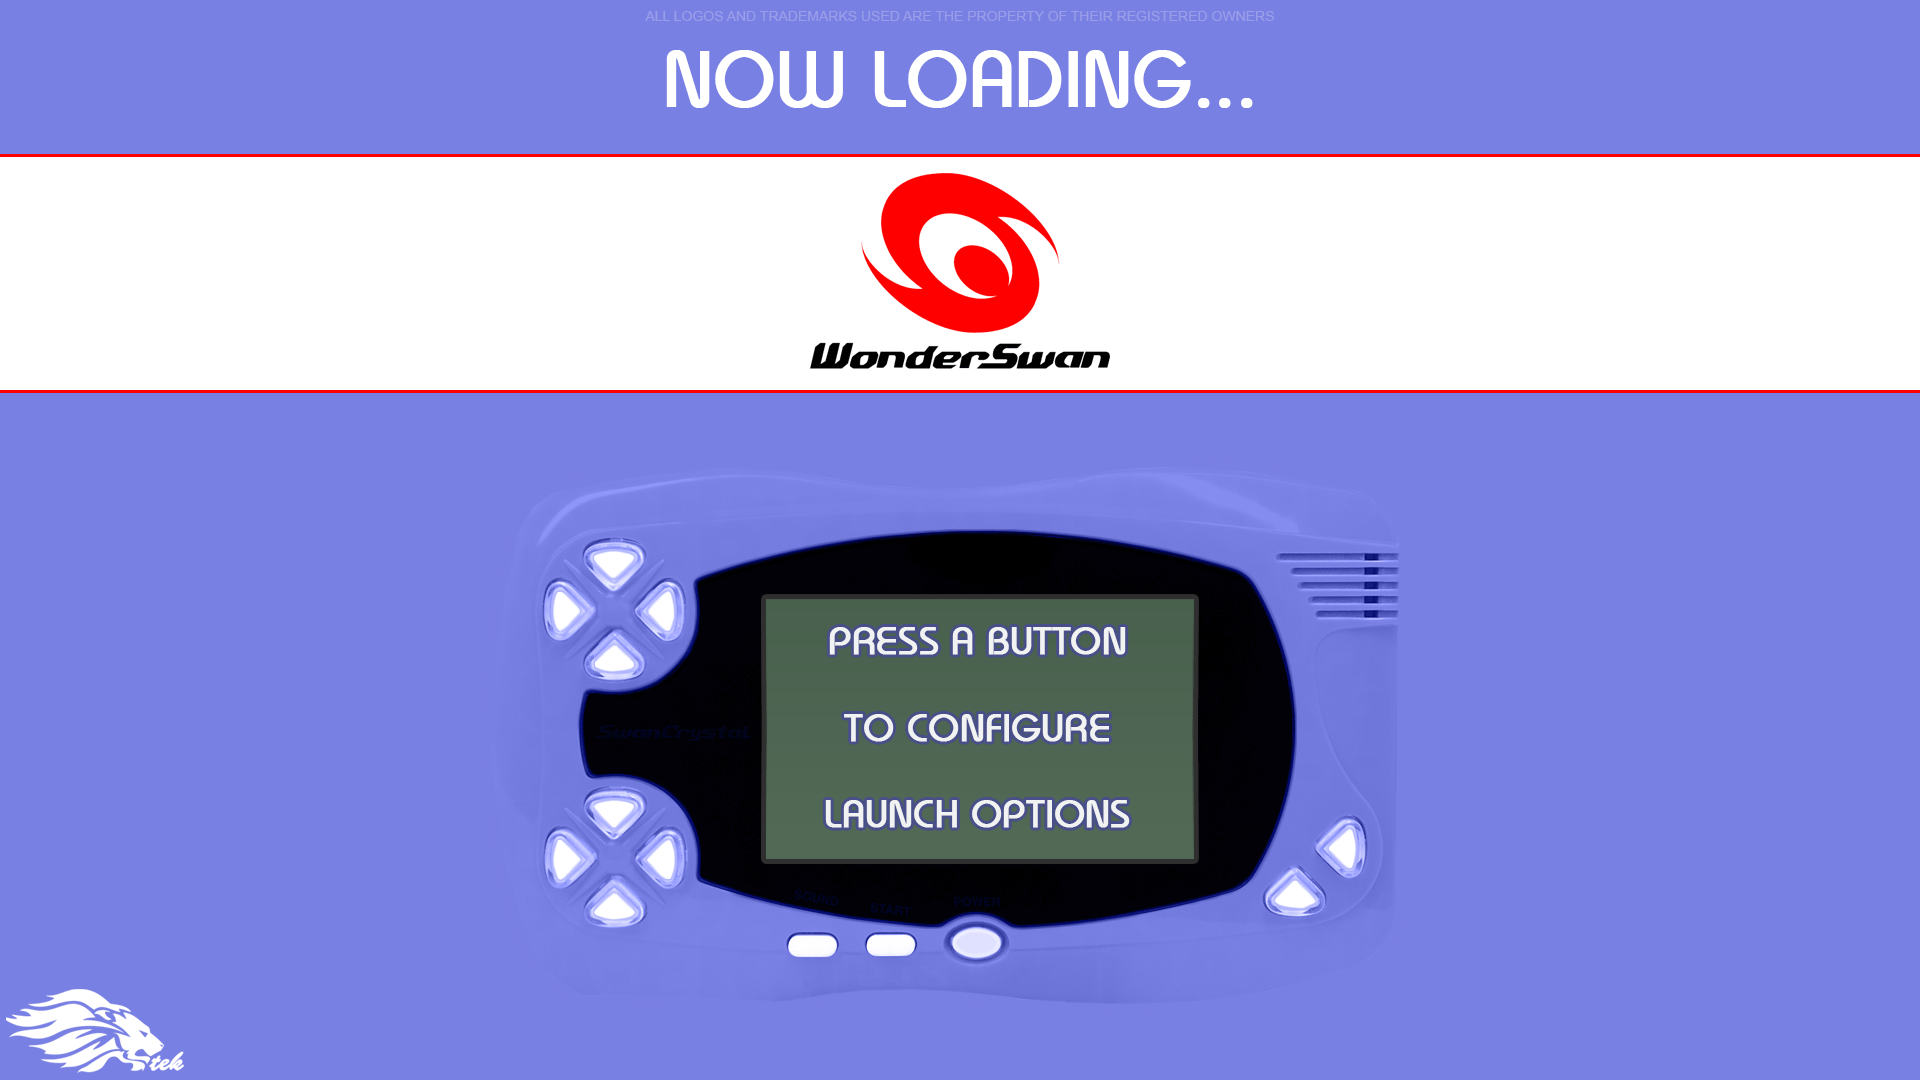 ALL LOGOS AND TRADEMARKS USED ARE THE PROPERTY OF THEIR REGISTERED OWNERS
NOW LOADING...
WonderSwan
PRESS A BUTTON
SwanCrystal
TO CONFIGURE
LAUNCH OPTIONS
SOUND
START
POWER
tek